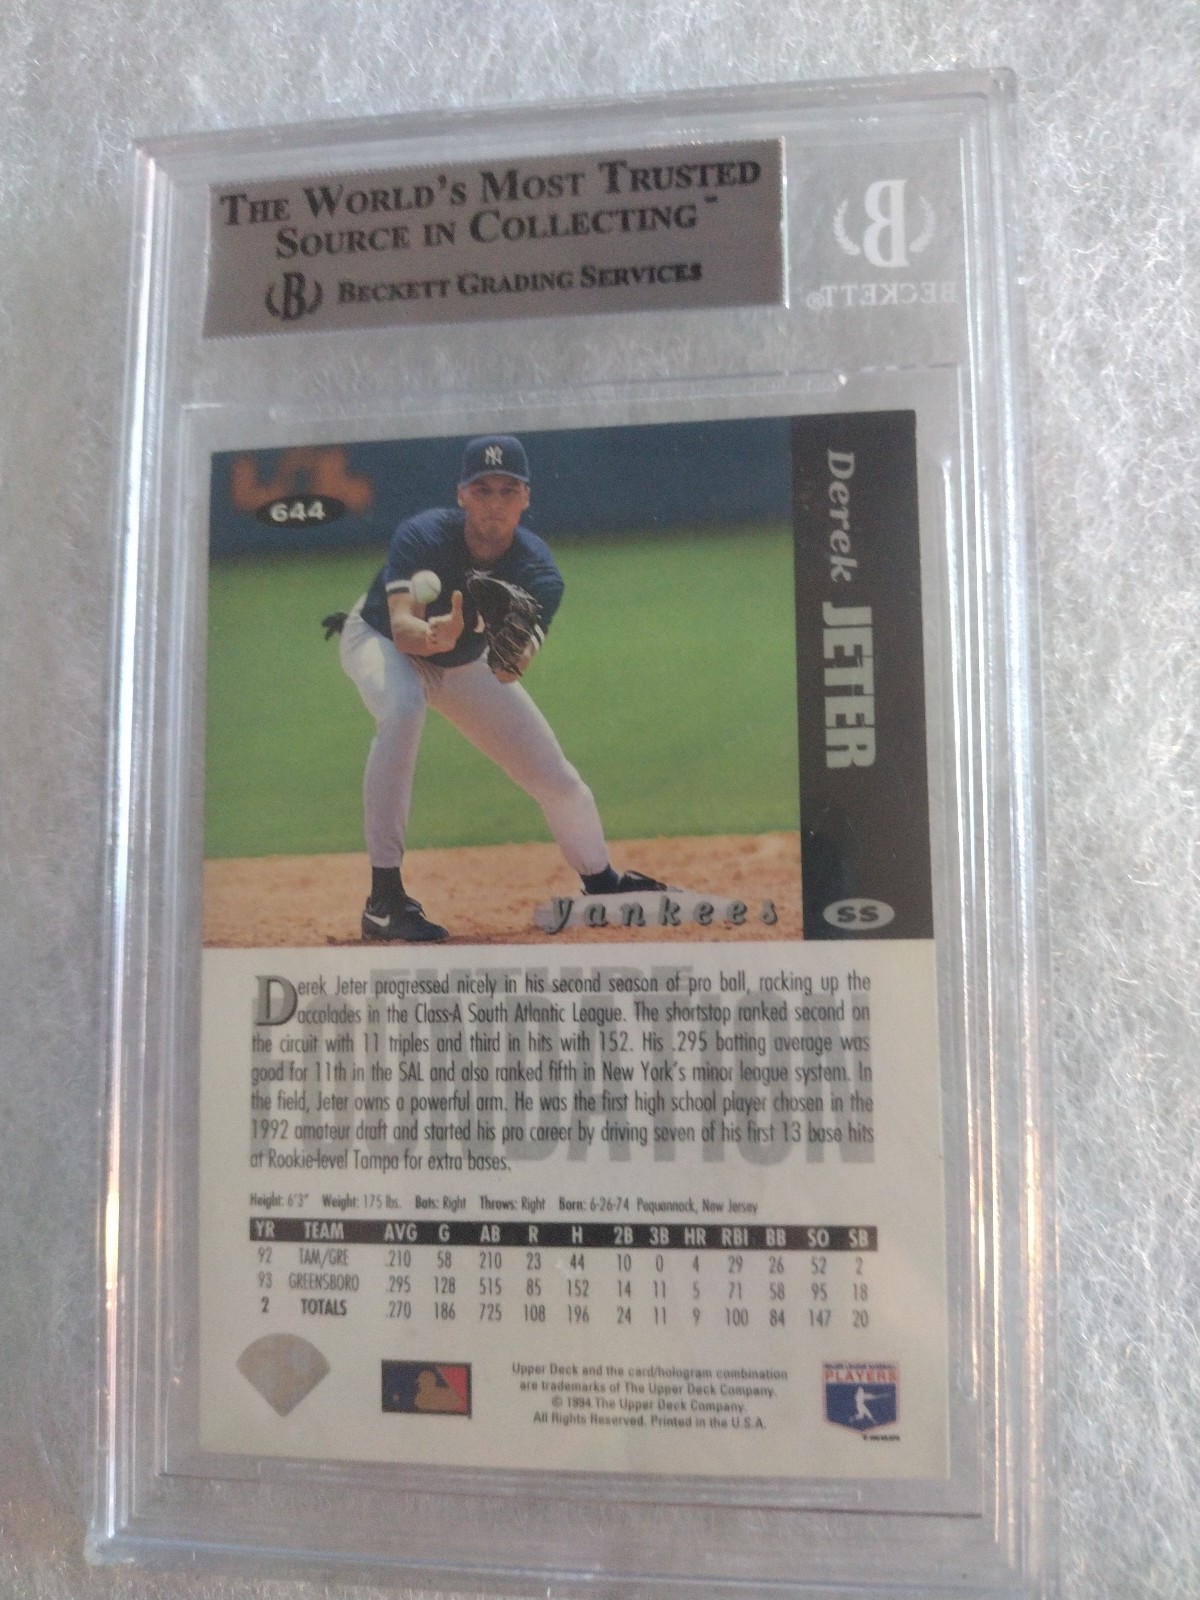 THE WORLD'S MOST TRUSTED
SOURCE IN COLLECTING™
B BECKETT GRADING SERVICES
B
BECKETT®
644
NY
Derek JETER
SS
yankees
FUTURE
FOUNDATION
Derek Jeter progressed nicely in his second season of pro ball, racking up the
accolades in the Class-A South Atlantic League. The shortstop ranked second on
the circuit with 11 triples and third in hits with 152. His .295 batting average was
good for 11th in the SAL and also ranked fifth in New York's minor league system. In
the field, Jeter owns a powerful arm. He was the first high school player chosen in the
1992 amateur draft and started his pro career by driving seven of his first 13 base hits
at Rookie-level Tampa for extra bases.
Height: 6'3" Weight: 175 lbs. Bats: Right Throws: Right Born: 6-26-74 Pequannock, New Jersey
YR TEAM AVG G AB R H 2B 3B HR RBI BB SO SB
92 TAM/GRE .210 58 210 23 44 10 0 4 29 26 52 2
93 GREENSBORO .295 128 515 85 152 14 11 5 71 58 95 18
2 TOTALS .270 186 725 108 196 24 11 9 100 84 147 20
Upper Deck and the card/hologram combination
are trademarks of The Upper Deck Company.
© 1994 The Upper Deck Company.
All Rights Reserved. Printed in the U.S.A.
MAJOR LEAGUE BASEBALL
PLAYERS